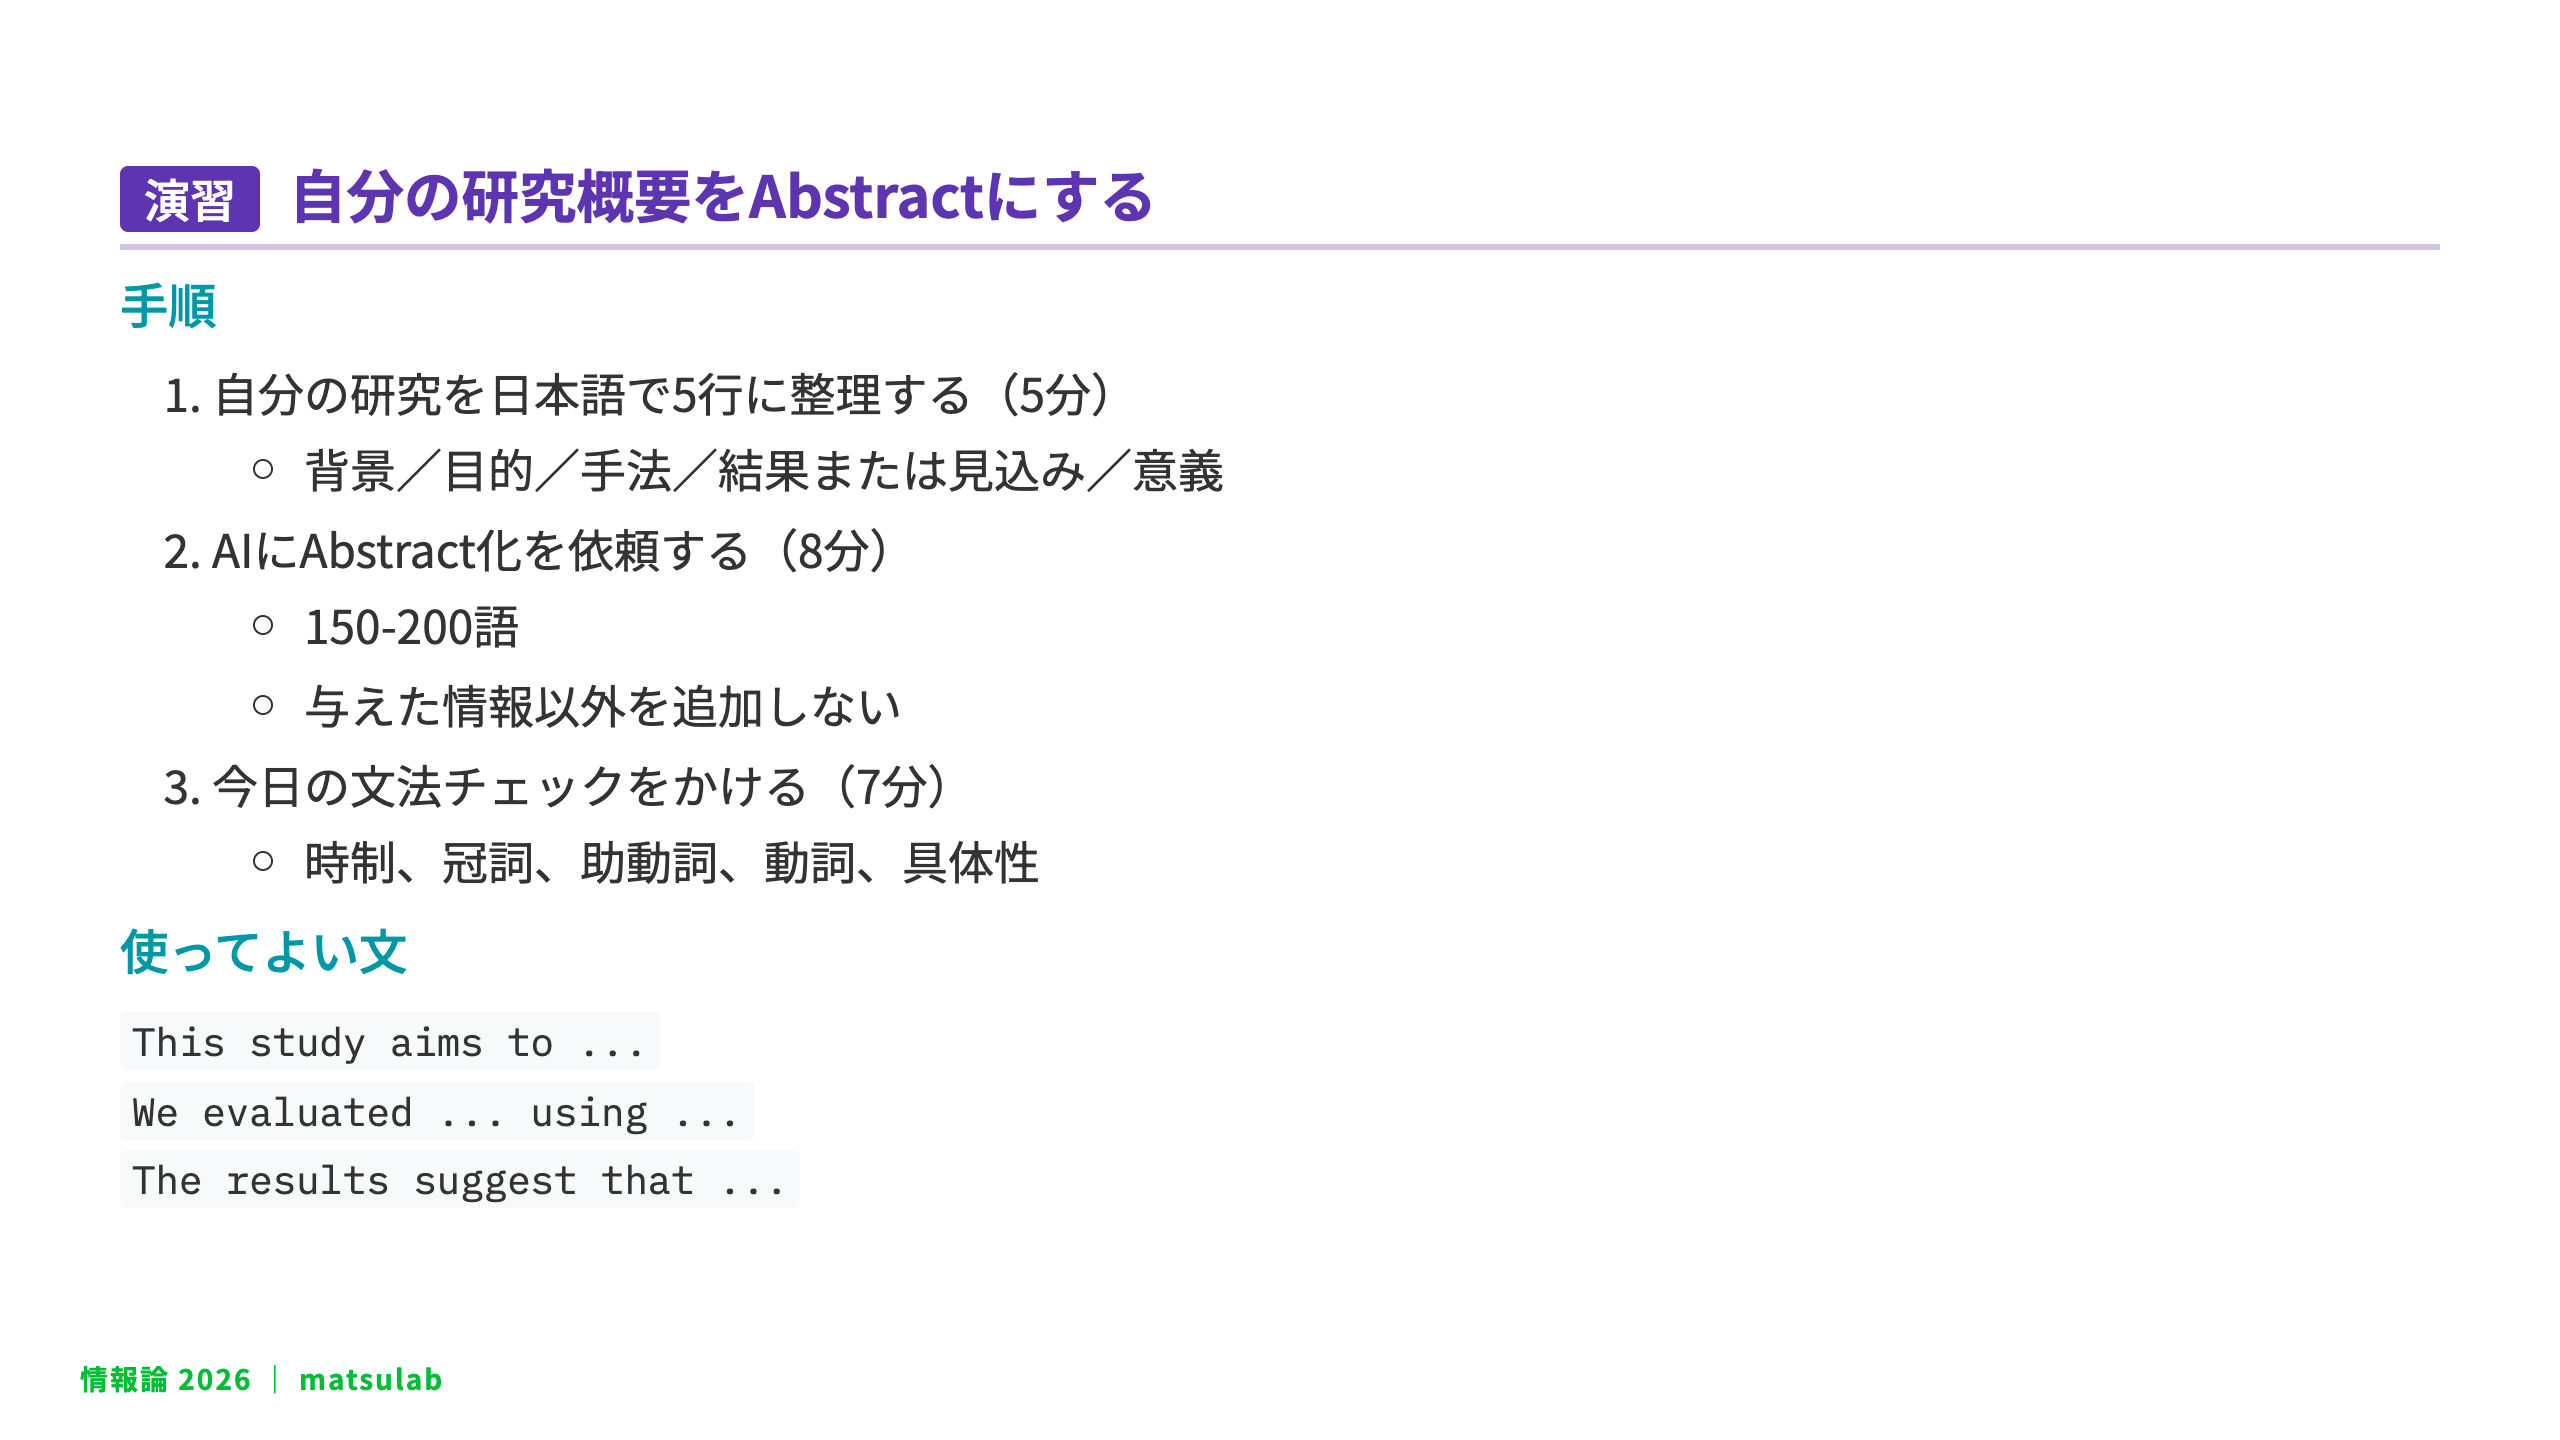 演習 自分の研究概要をAbstractにする
手順
1. 自分の研究を日本語で5行に整理する（5分）
○ 背景／目的／手法／結果または見込み／意義
2. AIにAbstract化を依頼する（8分）
○ 150-200語
○ 与えた情報以外を追加しない
3. 今日の文法チェックをかける（7分）
○ 時制、冠詞、助動詞、動詞、具体性
使ってよい文
This study aims to ...
We evaluated ... using ...
The results suggest that ...
情報論 2026 ｜ matsulab